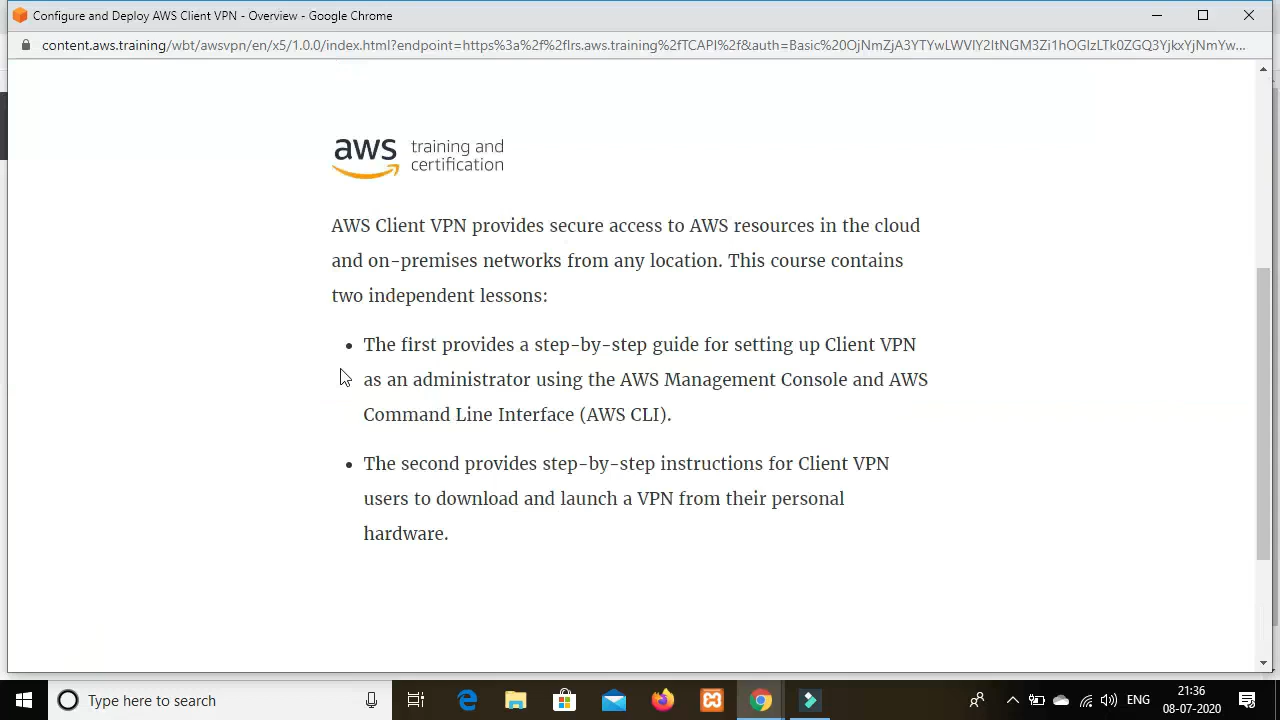 Configure and Deploy AWS Client VPN - Overview - Google Chrome
content.aws.training/wbt/awsvpn/en/x5/1.0.0/index.html?endpoint=https%3a%2f%2flrs.aws.training%2fTCAPI%2f&auth=Basic%20OjNmZjA3YTYwLWVlY2ItNGM3Zi1hOGIzLTk0ZGQ3YjkxYjNmYw...
aws training and
certification
AWS Client VPN provides secure access to AWS resources in the cloud
and on-premises networks from any location. This course contains
two independent lessons:
• The first provides a step-by-step guide for setting up Client VPN
as an administrator using the AWS Management Console and AWS
Command Line Interface (AWS CLI).
• The second provides step-by-step instructions for Client VPN
users to download and launch a VPN from their personal
hardware.
Type here to search
ENG
21:36
08-07-2020